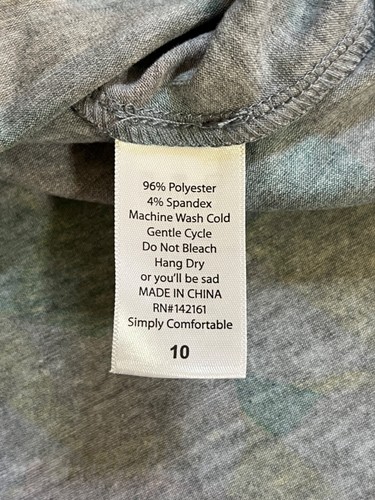 96% Polyester
4% Spandex
Machine Wash Cold
Gentle Cycle
Do Not Bleach
Hang Dry
or you'll be sad
MADE IN CHINA
RN#142161
Simply Comfortable
10